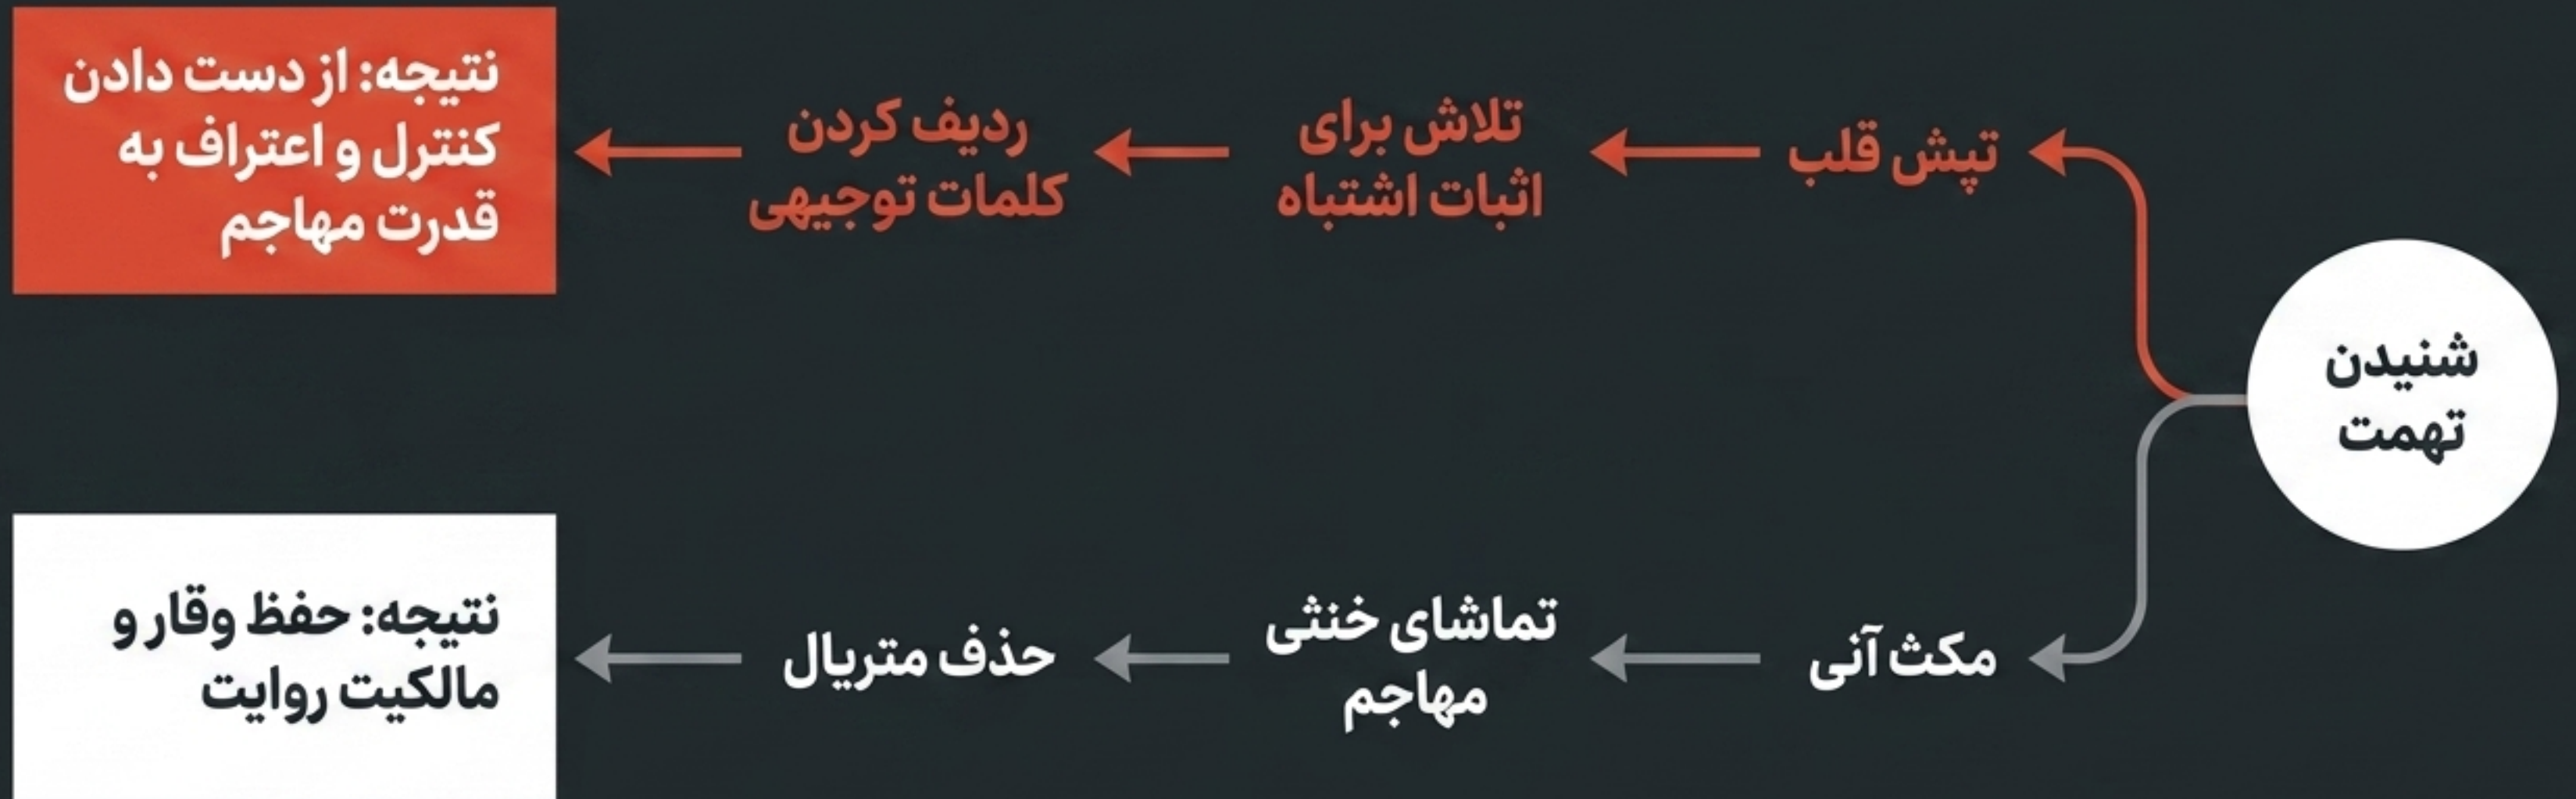 شنیدن
تهمت
تپش قلب
تلاش برای
اثبات اشتباه
ردیف کردن
کلمات توجیهی
نتیجه: از دست دادن
کنترل و اعتراف به
قدرت مهاجم
مکث آنی
تماشای خنثی
مهاجم
حذف متریال
نتیجه: حفظ وقار و
مالکیت روایت